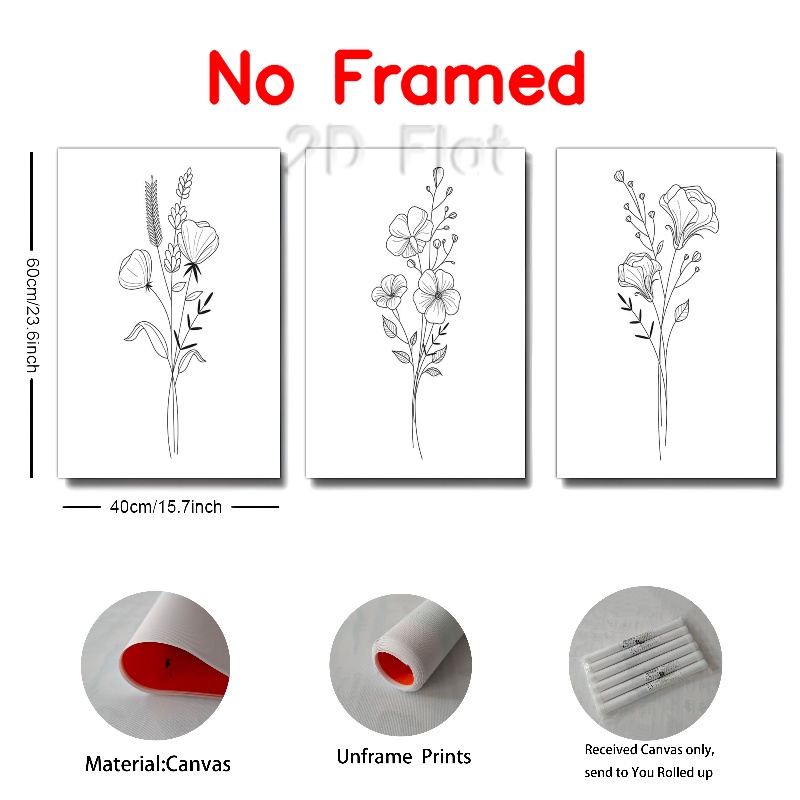 No Framed
2D Flat
60cm/23.6inch
40cm/15.7inch
Material:Canvas
Unframe Prints
Received Canvas only,
send to You Rolled up